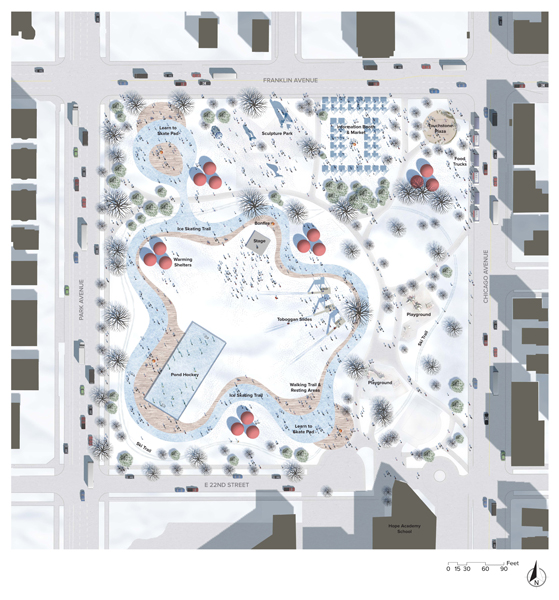 FRANKLIN AVENUE
Learn to
Skate Pad
Sculpture Park
Information Booth
& Market
Touchstone
Plaza
Food
Trucks
Ice Skating Trail
Bonfire
Stage
Warming
Shelters
PARK AVENUE
CHICAGO AVENUE
Toboggan Slides
Playground
Ski Trail
Pond Hockey
Playground
Walking Trail &
Resting Areas
Ice Skating Trail
Learn to
Skate Pad
Ski Trail
E 22ND STREET
Hope Academy
School
Feet
0 15 30 60 90
N